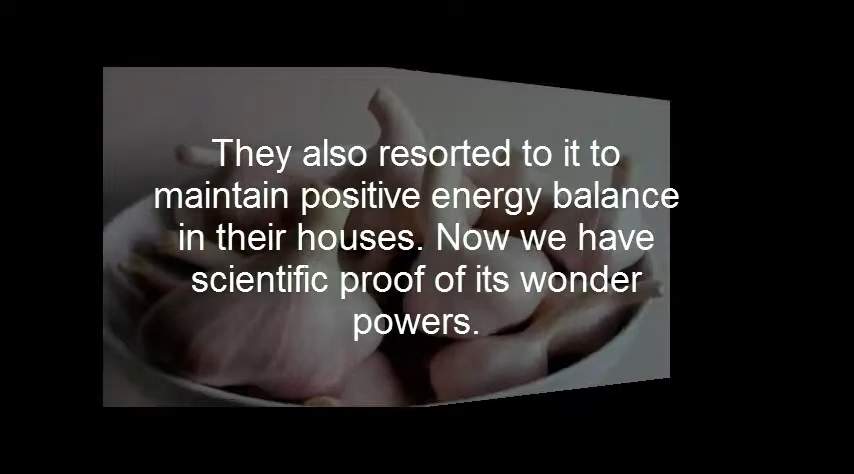 They also resorted to it to
maintain positive energy balance
in their houses. Now we have
scientific proof of its wonder
powers.